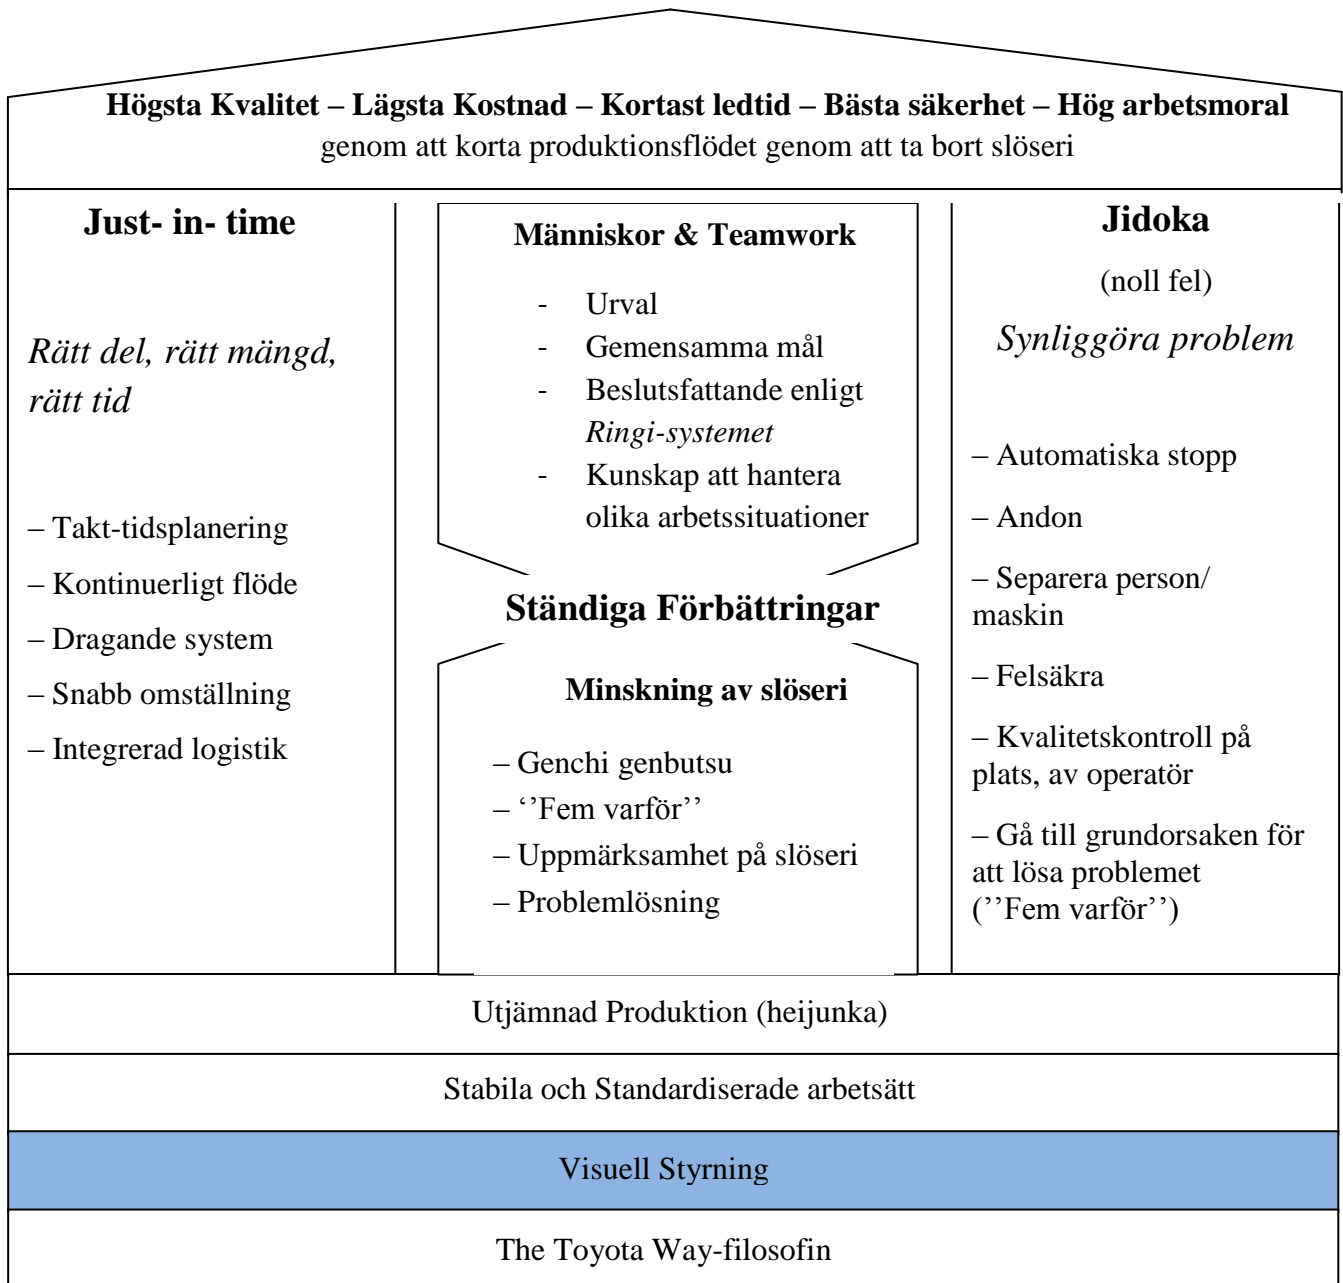 Högsta Kvalitet – Lägsta Kostnad – Kortast ledtid – Bästa säkerhet – Hög arbetsmoral
genom att korta produktionsflödet genom att ta bort slöseri
Just- in- time
Rätt del, rätt mängd,
rätt tid
– Takt-tidsplanering
– Kontinuerligt flöde
– Dragande system
– Snabb omställning
– Integrerad logistik
Människor & Teamwork
- Urval
- Gemensamma mål
- Beslutsfattande enligt
Ringi-systemet
- Kunskap att hantera
olika arbetssituationer
Ständiga Förbättringar
Minskning av slöseri
– Genchi genbutsu
– ‘’Fem varför’’
– Uppmärksamhet på slöseri
– Problemlösning
Jidoka
(noll fel)
Synliggöra problem
– Automatiska stopp
– Andon
– Separera person/
maskin
– Felsäkra
– Kvalitetskontroll på
plats, av operatör
– Gå till grundorsaken för
att lösa problemet
(’’Fem varför’’)
Utjämnad Produktion (heijunka)
Stabila och Standardiserade arbetsätt
Visuell Styrning
The Toyota Way-filosofin